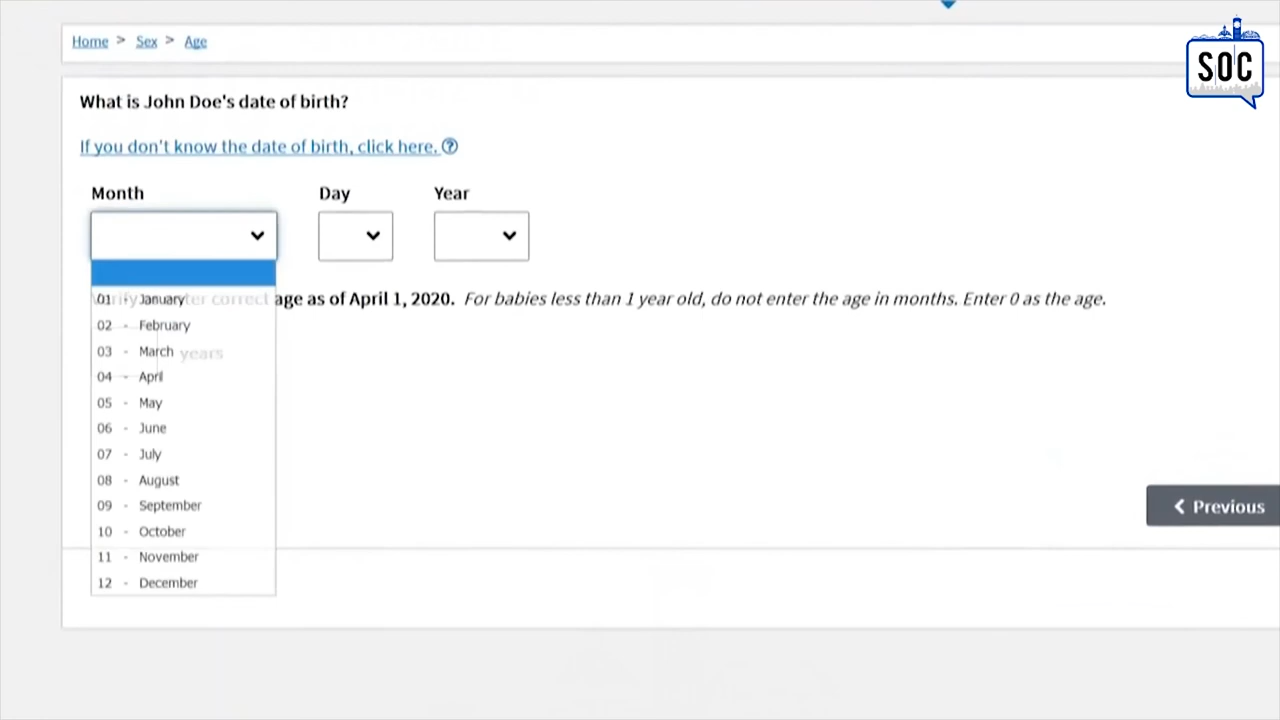 Home > Sex > Age
SOC
What is John Doe's date of birth?
If you don't know the date of birth, click here.
Month Day Year
01 - January
age as of April 1, 2020. For babies less than 1 year old, do not enter the age in months. Enter 0 as the age.
02 - February
03 - March
years
04 - April
05 - May
06 - June
07 - July
08 - August
09 - September
10 - October
11 - November
12 - December
Previous